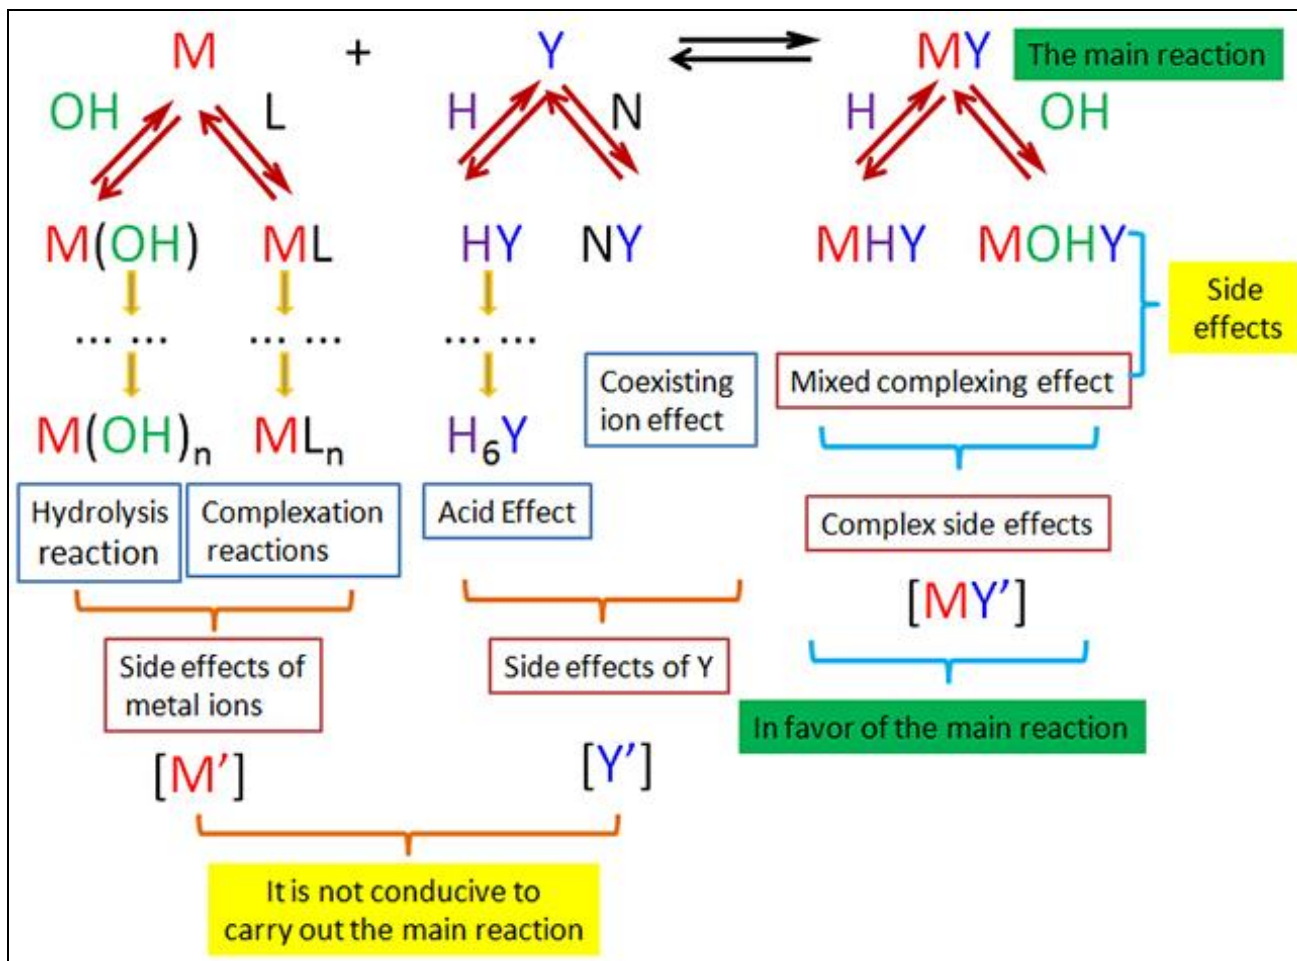 M + Y MY The main reaction
OH L H N H OH
M(OH) ML HY NY MHY MOHY
Side
effects
... ... ... ... ... ...
Coexisting
ion effect
Mixed complexing effect
M(OH)n MLn H6Y
Hydrolysis
reaction
Complexation
reactions
Acid Effect
Complex side effects
[MY’]
Side effects of
metal ions
Side effects of Y
In favor of the main reaction
[M’] [Y’]
It is not conducive to
carry out the main reaction